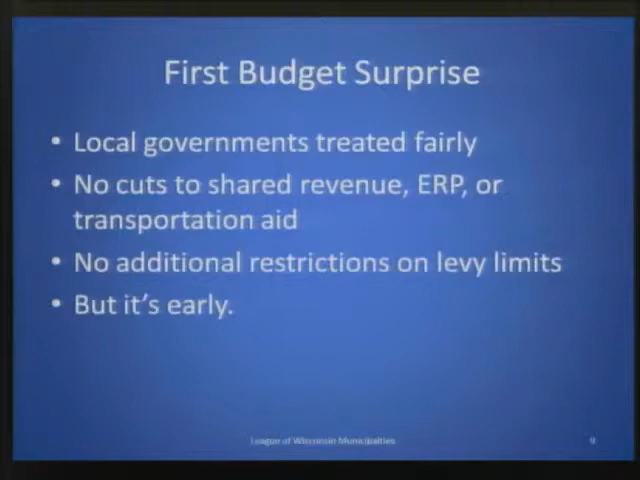 First Budget Surprise
• Local governments treated fairly
• No cuts to shared revenue, ERP, or
transportation aid
• No additional restrictions on levy limits
• But it's early.
League of Wisconsin Municipalties
9